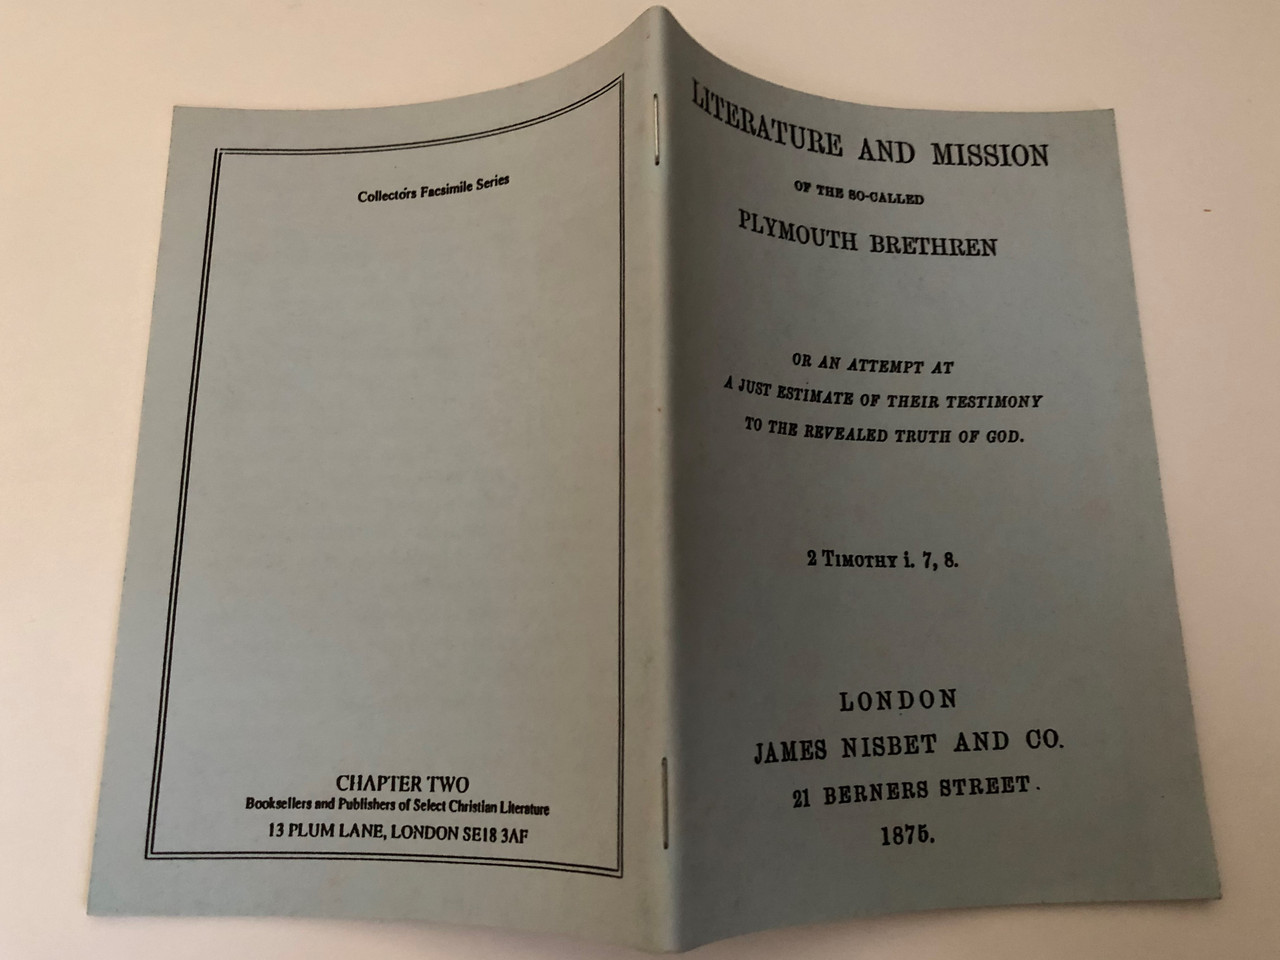 Collector's Facsimile Series
CHAPTER TWO
Booksellers and Publishers of Select Christian Literature
13 PLUM LANE, LONDON SE18 3AF
LITERATURE AND MISSION
OF THE SO-CALLED
PLYMOUTH BRETHREN
OR AN ATTEMPT AT
A JUST ESTIMATE OF THEIR TESTIMONY
TO THE REVEALED TRUTH OF GOD.
2 TIMOTHY i. 7, 8.
LONDON
JAMES NISBET AND CO.
21 BERNERS STREET.
1875.